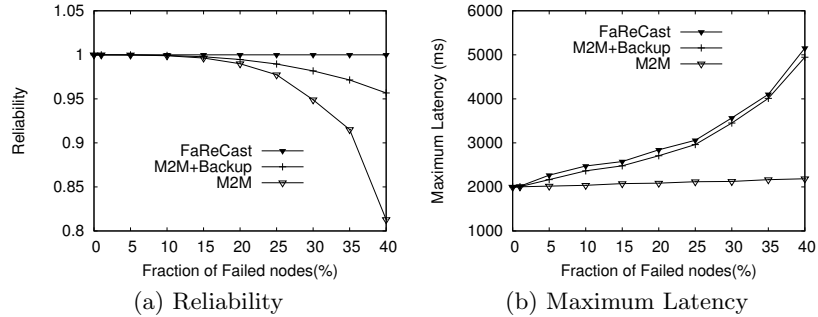 1.05
1
0.95
0.9
0.85
0.8
Reliability
FaReCast
M2M+Backup
M2M
0 5 10 15 20 25 30 35 40
Fraction of Failed nodes(%)
(a) Reliability
6000
5000
4000
3000
2000
1000
Maximum Latency (ms)
FaReCast
M2M+Backup
M2M
0 5 10 15 20 25 30 35 40
Fraction of Failed nodes(%)
(b) Maximum Latency